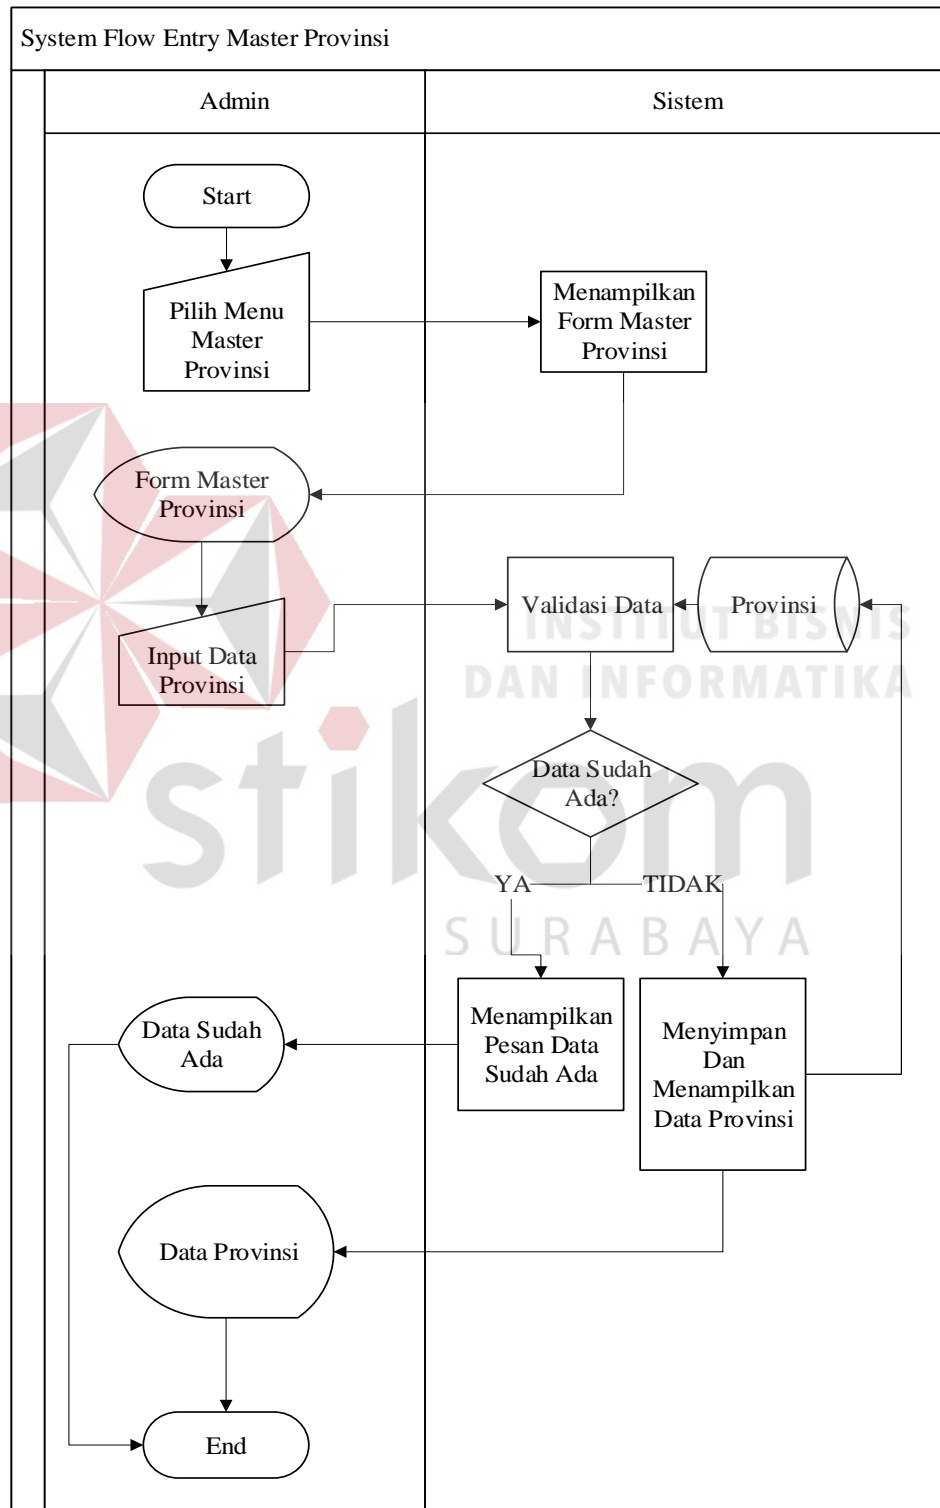 System Flow Entry Master Provinsi
Admin
Sistem
Start
Pilih Menu
Master
Provinsi
Menampilkan
Form Master
Provinsi
Form Master
Provinsi
Input Data
Provinsi
Validasi Data
Provinsi
INSTITUT BISNIS
DAN INFORMATIKA
stikom
SURABAYA
Data Sudah
Ada?
YA
TIDAK
Data Sudah
Ada
Menampilkan
Pesan Data
Sudah Ada
Menyimpan
Dan
Menampilkan
Data Provinsi
Data Provinsi
End